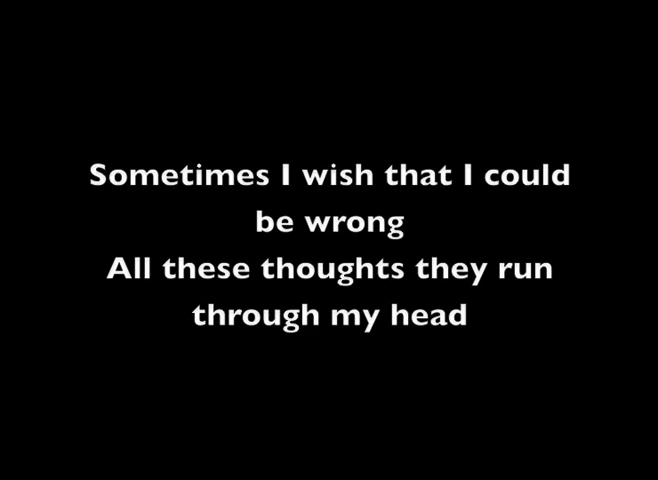 Sometimes I wish that I could
be wrong
All these thoughts they run
through my head